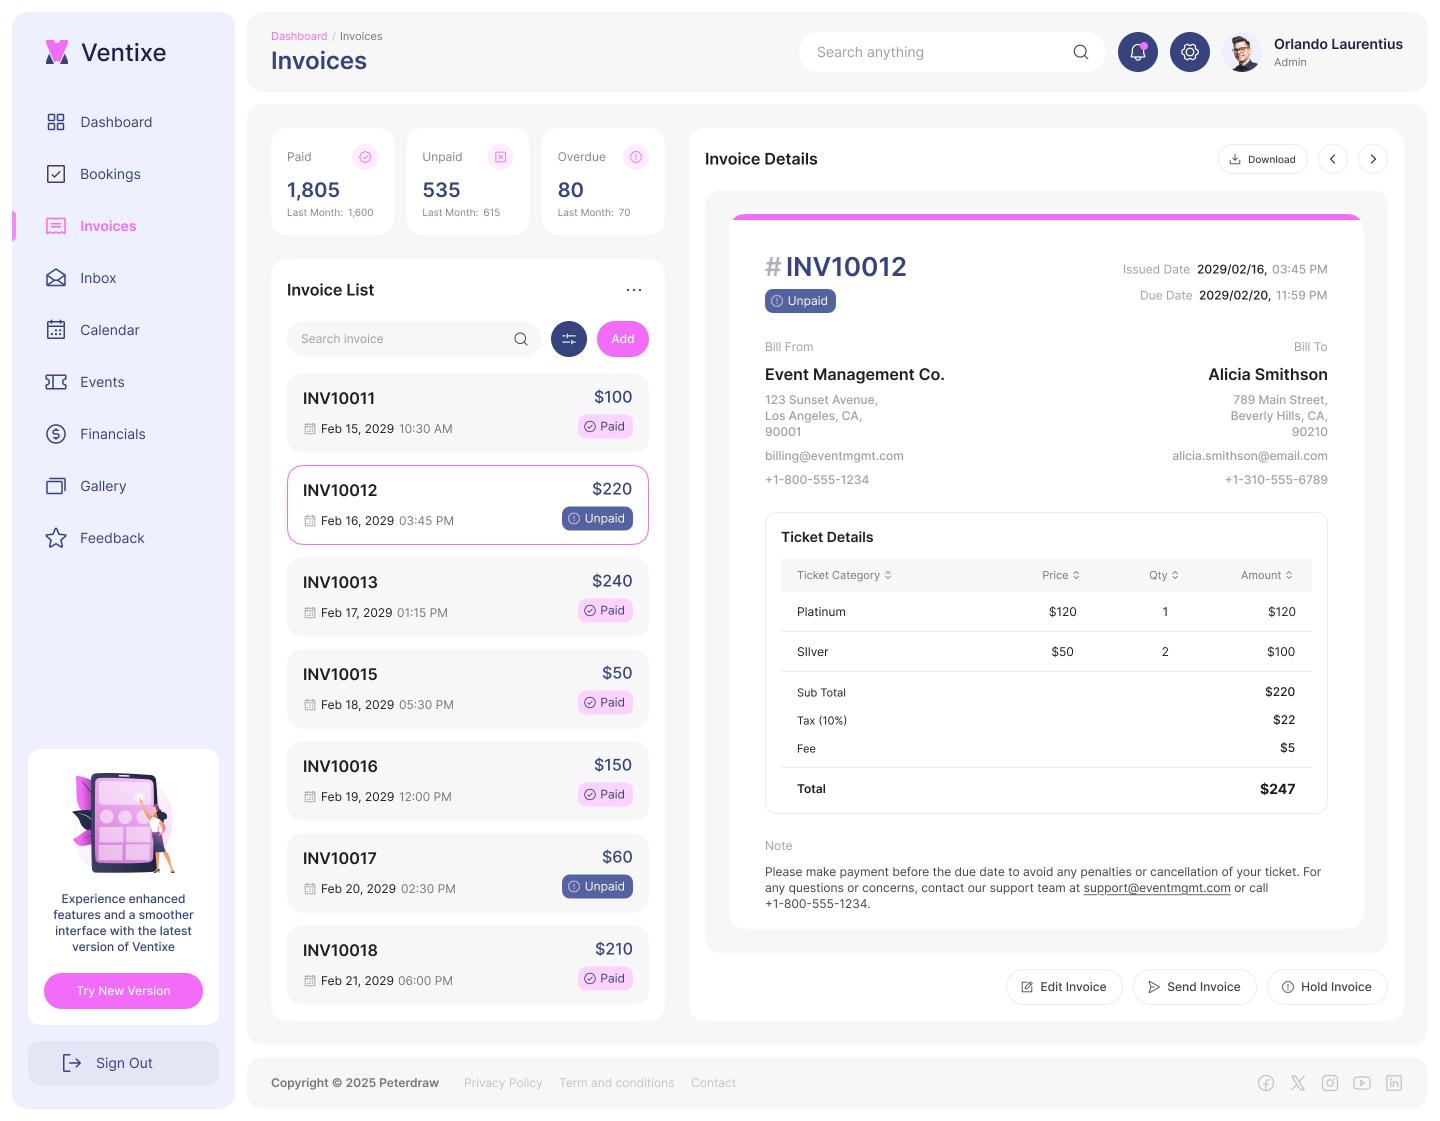 Ventixe
Dashboard
Bookings
Invoices
Inbox
Calendar
Events
Financials
Gallery
Feedback
Experience enhanced
features and a smoother
interface with the latest
version of Ventixe
Try New Version
Sign Out
Dashboard / Invoices
Invoices
Search anything
Orlando Laurentius
Admin
Paid
1,805
Last Month: 1,600
Unpaid
535
Last Month: 615
Overdue
80
Last Month: 70
Invoice List
Search invoice
Add
INV10011 $100
Feb 15, 2029 10:30 AM Paid
INV10012 $220
Feb 16, 2029 03:45 PM Unpaid
INV10013 $240
Feb 17, 2029 01:15 PM Paid
INV10015 $50
Feb 18, 2029 05:30 PM Paid
INV10016 $150
Feb 19, 2029 12:00 PM Paid
INV10017 $60
Feb 20, 2029 02:30 PM Unpaid
INV10018 $210
Feb 21, 2029 06:00 PM Paid
Invoice Details
Download
#INV10012
Unpaid
Issued Date 2029/02/16, 03:45 PM
Due Date 2029/02/20, 11:59 PM
Bill From
Event Management Co.
123 Sunset Avenue,
Los Angeles, CA,
90001
billing@eventmgmt.com
+1-800-555-1234
Bill To
Alicia Smithson
789 Main Street,
Beverly Hills, CA,
90210
alicia.smithson@email.com
+1-310-555-6789
Ticket Details
Ticket Category Price Qty Amount
Platinum $120 1 $120
SIlver $50 2 $100
Sub Total $220
Tax (10%) $22
Fee $5
Total $247
Note
Please make payment before the due date to avoid any penalties or cancellation of your ticket. For
any questions or concerns, contact our support team at support@eventmgmt.com or call
+1-800-555-1234.
Edit Invoice
Send Invoice
Hold Invoice
Copyright © 2025 Peterdraw
Privacy Policy
Term and conditions
Contact